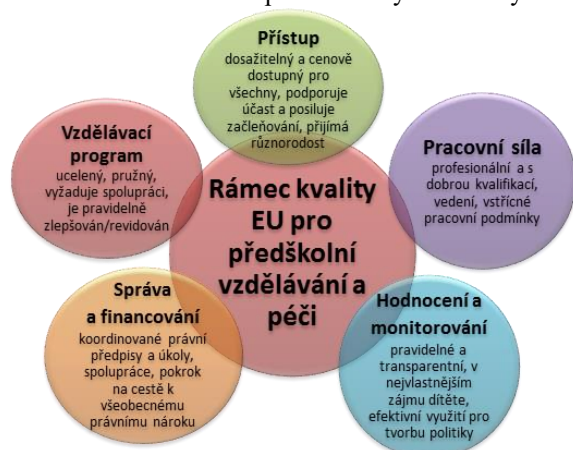 Přístup
dosažitelný a cenově
dostupný pro
všechny, podporuje
účast a posiluje
začleňování, přijímá
různorodost
Vzdělávací
program
ucelený, pružný,
vyžaduje spolupráci,
je pravidelně
zlepšován/revidován
Pracovní síla
profesionální a s
dobrou kvalifikací,
vedení, vstřícné
pracovní podmínky
Rámec kvality
EU pro
předškolní
vzdělávání a
péči
Správa
a financování
koordinované právní
předpisy a úkoly,
spolupráce, pokrok
na cestě k
všeobecnému
právnímu nároku
Hodnocení a
monitorování
pravidelné a
transparentní, v
nejvlastnějším
zájmu dítěte,
efektivní využití pro
tvorbu politiky